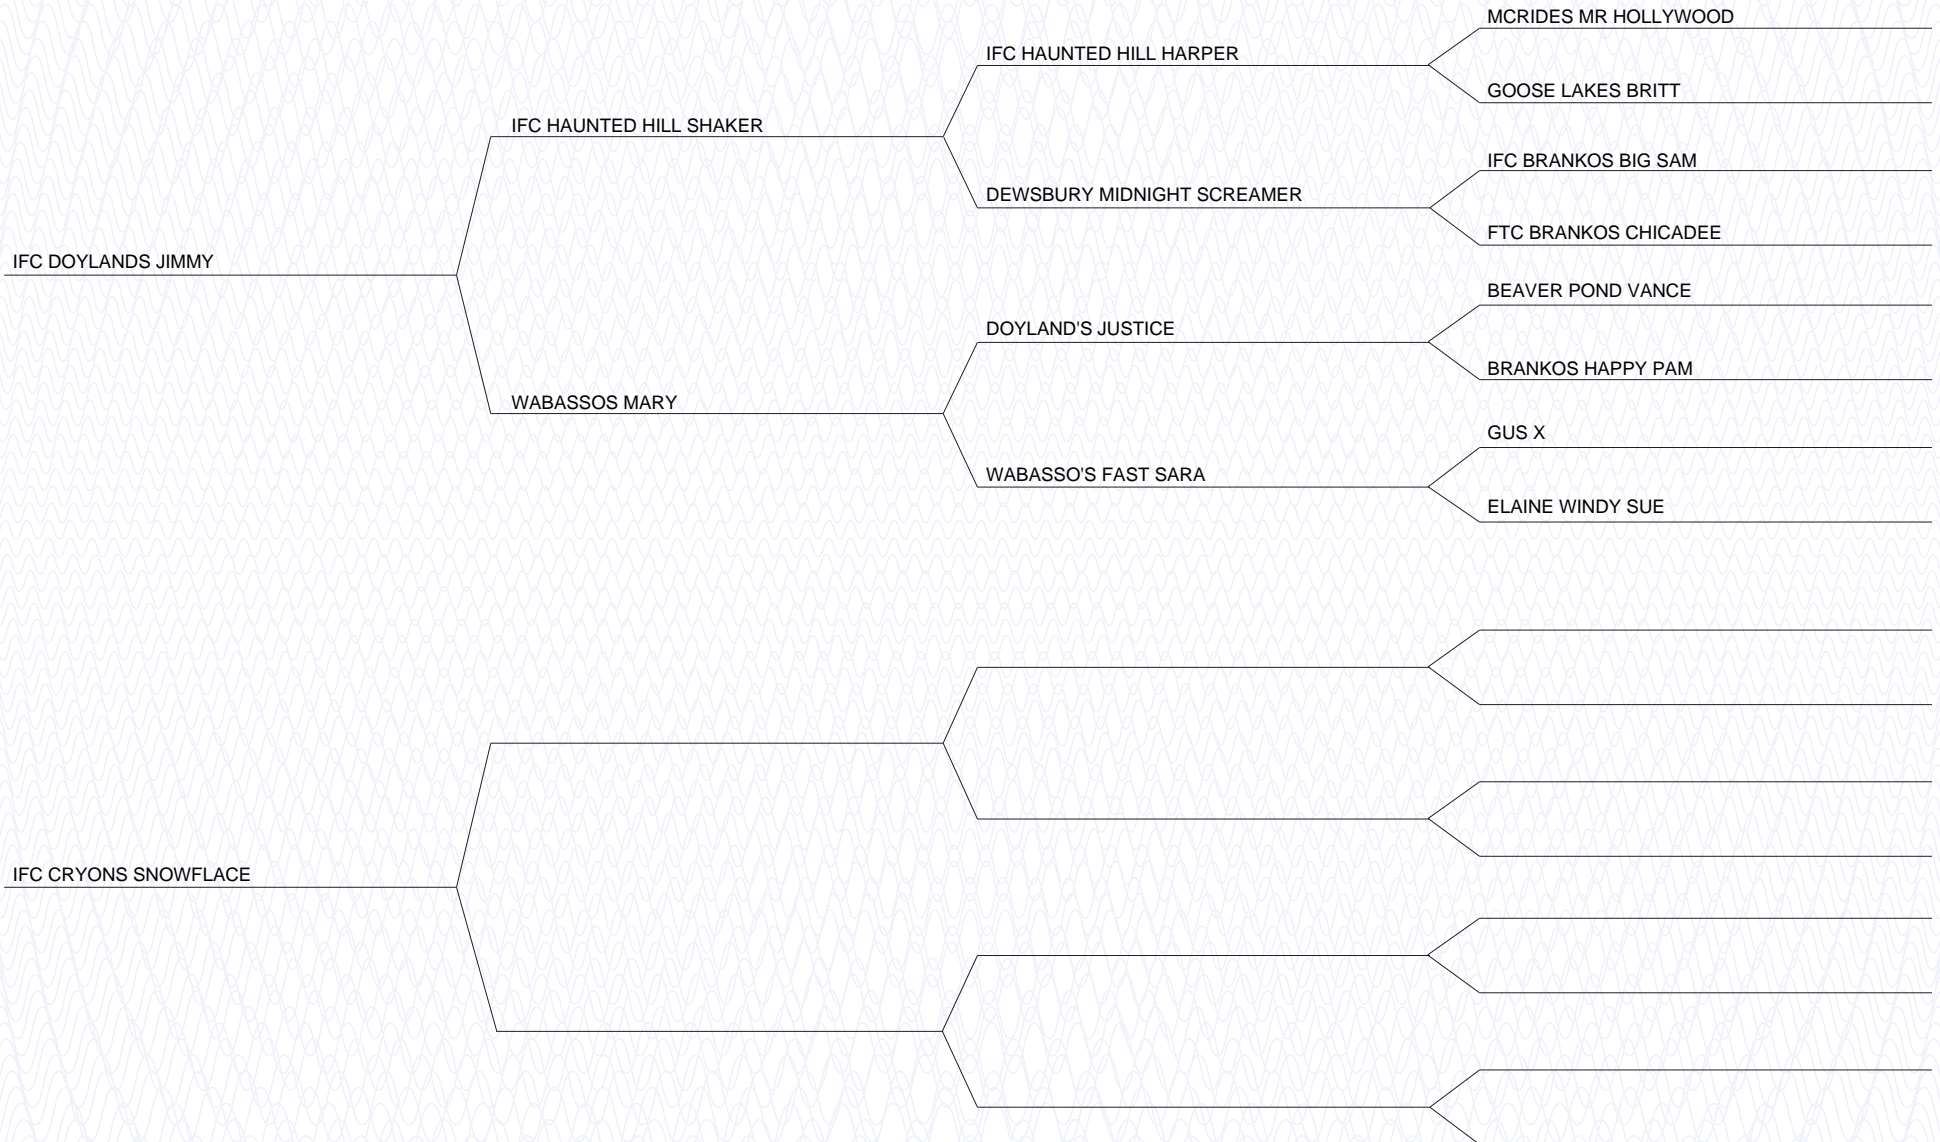 MCRIDES MR HOLLYWOOD
IFC HAUNTED HILL HARPER
GOOSE LAKES BRITT
IFC HAUNTED HILL SHAKER
IFC BRANKOS BIG SAM
DEWSBURY MIDNIGHT SCREAMER
FTC BRANKOS CHICADEE
IFC DOYLANDS JIMMY
BEAVER POND VANCE
DOYLAND'S JUSTICE
BRANKOS HAPPY PAM
WABASSOS MARY
GUS X
WABASSO'S FAST SARA
ELAINE WINDY SUE
IFC CRYONS SNOWFLACE